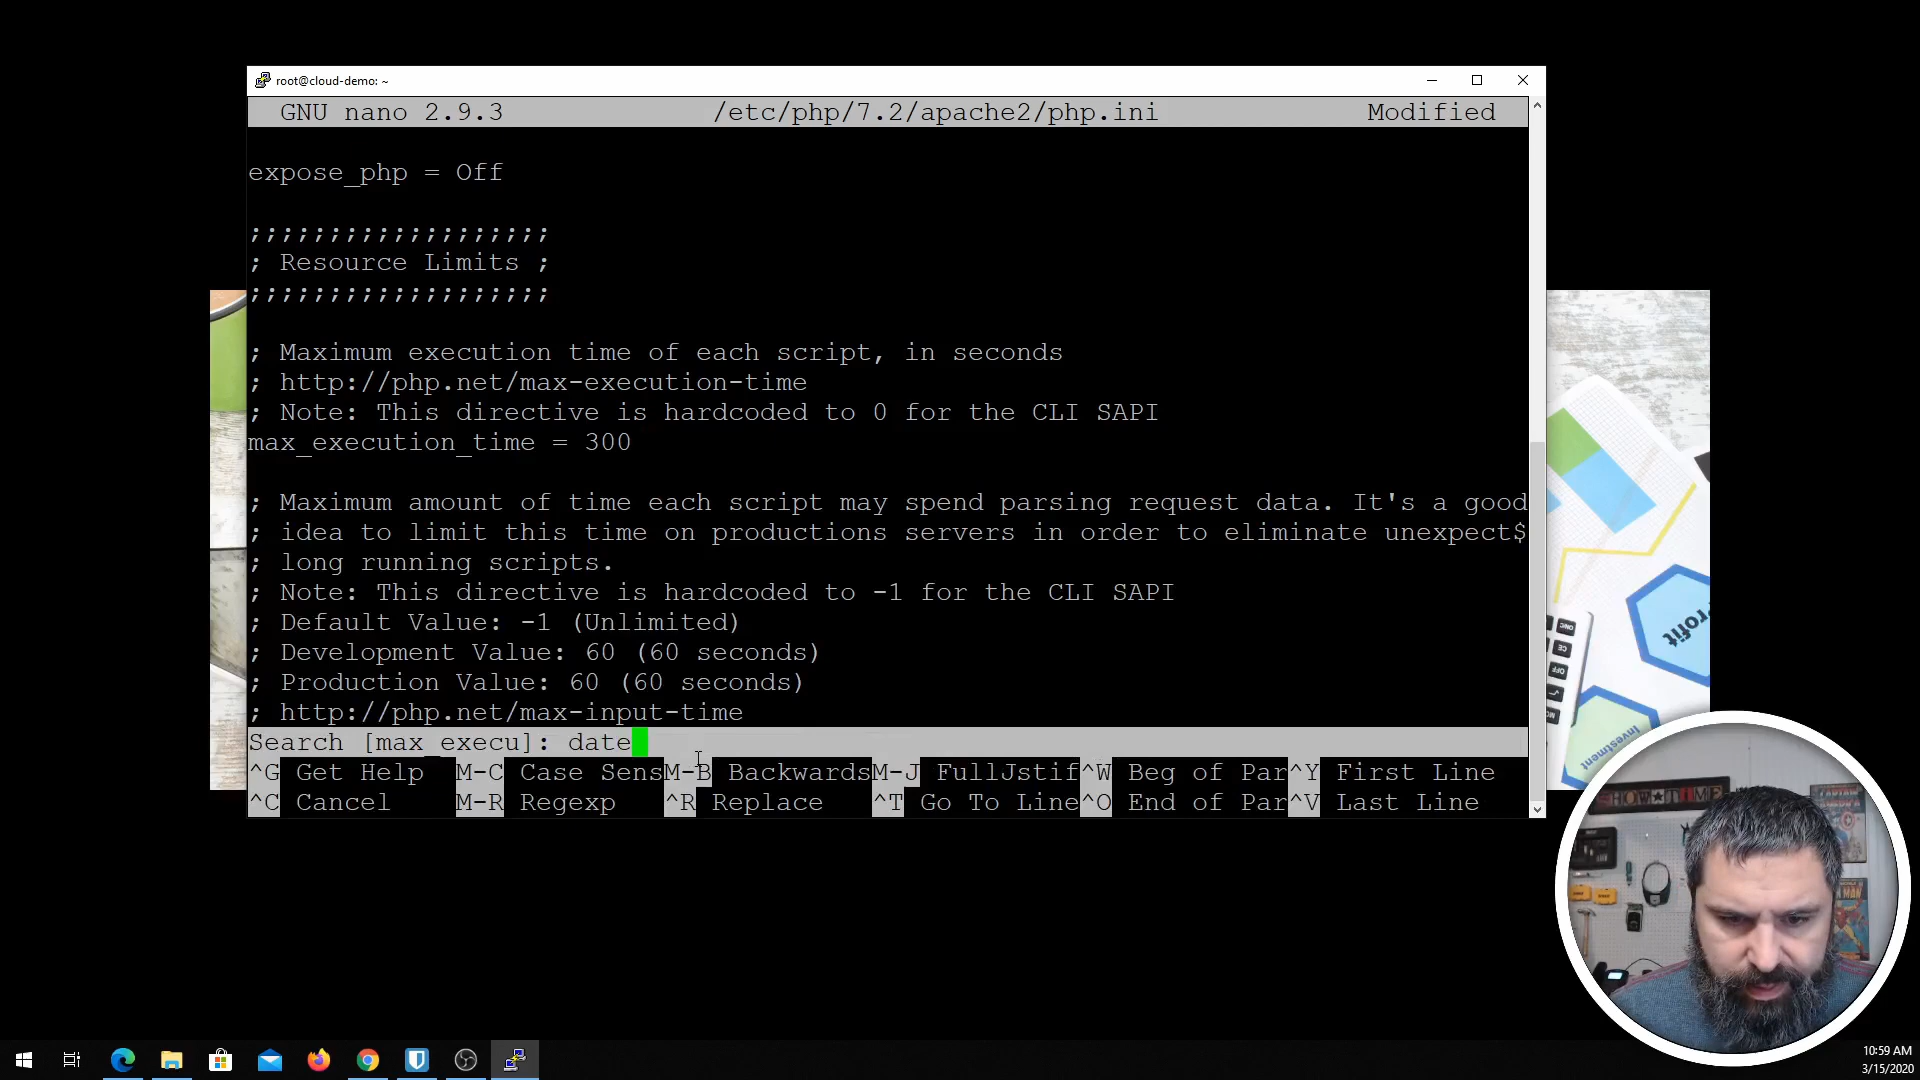 root@cloud-demo: ~
GNU nano 2.9.3 /etc/php/7.2/apache2/php.ini Modified
expose_php = Off
;;;;;;;;;;;;;;;;;;;
; Resource Limits ;
;;;;;;;;;;;;;;;;;;;
; Maximum execution time of each script, in seconds
; http://php.net/max-execution-time
; Note: This directive is hardcoded to 0 for the CLI SAPI
max_execution_time = 300
; Maximum amount of time each script may spend parsing request data. It's a good
; idea to limit this time on productions servers in order to eliminate unexpect$
; long running scripts.
; Note: This directive is hardcoded to -1 for the CLI SAPI
; Default Value: -1 (Unlimited)
; Development Value: 60 (60 seconds)
; Production Value: 60 (60 seconds)
; http://php.net/max-input-time
Search [max_execu]: date
^G Get Help M-C Case Sens M-B Backwards M-J FullJstif ^W Beg of Par ^Y First Line
^C Cancel M-R Regexp ^R Replace ^T Go To Line ^O End of Par ^V Last Line
Profit
Investment
SHOW★TIME
10:59 AM
3/15/2020